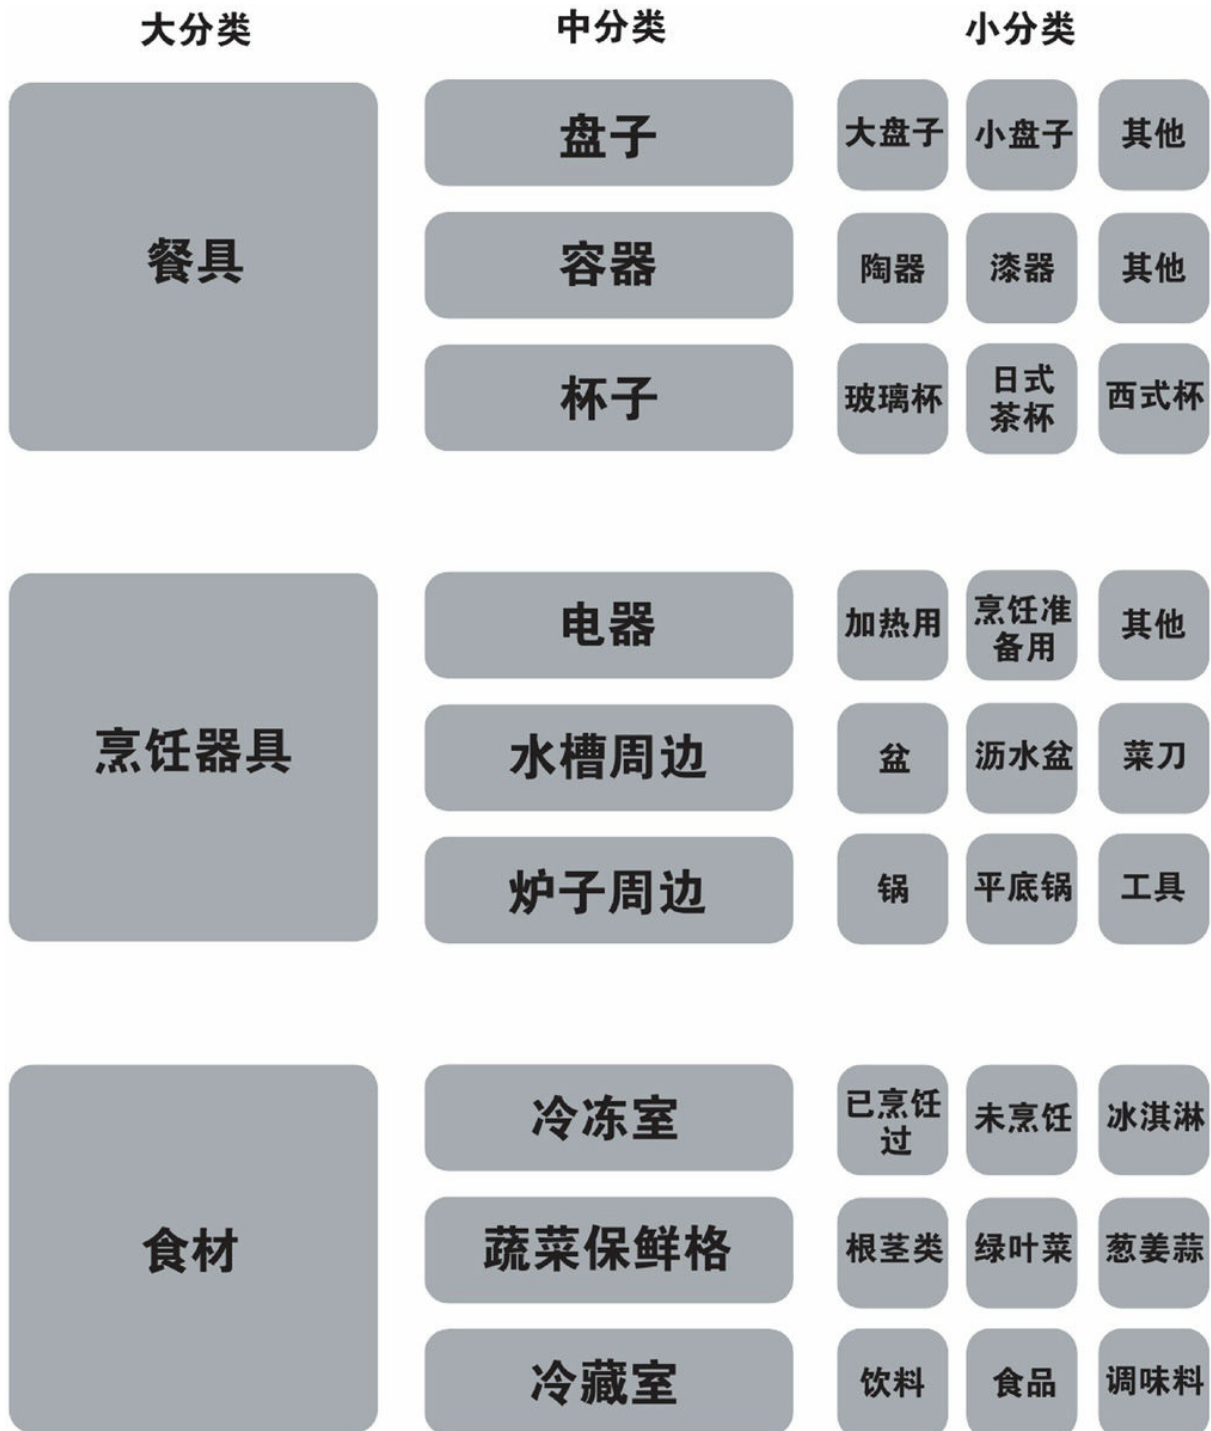 大分类
中分类
小分类
餐具
盘子
大盘子
小盘子
其他
容器
陶器
漆器
其他
杯子
玻璃杯
日式
茶杯
西式杯
烹饪器具
电器
加热用
烹饪准
备用
其他
水槽周边
盆
沥水盆
菜刀
炉子周边
锅
平底锅
工具
食材
冷冻室
已烹饪
过
未烹饪
冰淇淋
蔬菜保鲜格
根茎类
绿叶菜
葱姜蒜
冷藏室
饮料
食品
调味料